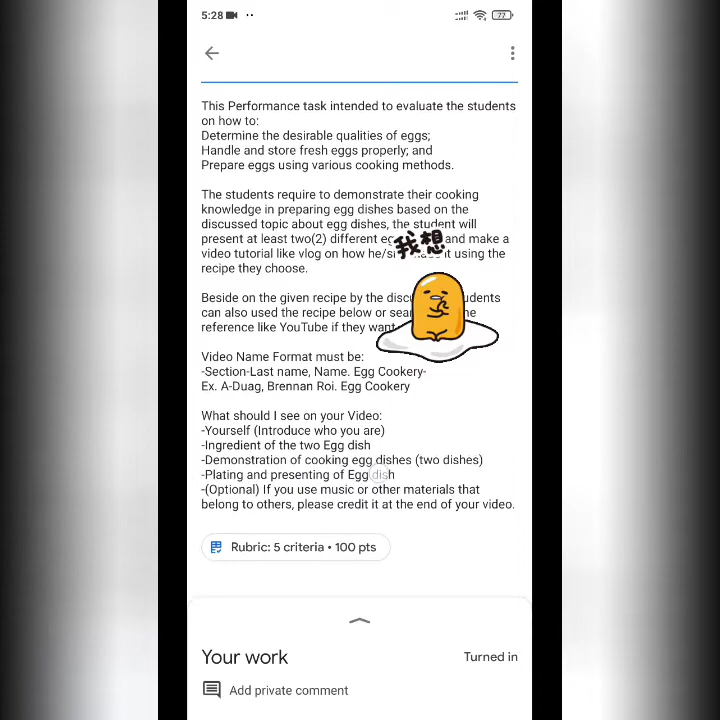 5:28
77
This Performance task intended to evaluate the students
on how to:
Determine the desirable qualities of eggs;
Handle and store fresh eggs properly; and
Prepare eggs using various cooking methods.
The students require to demonstrate their cooking
knowledge in preparing egg dishes based on the
discussed topic about egg dishes, the student will
present at least two(2) different and make a
我想
video tutorial like vlog on how it using the
recipe they choose.
Beside on the given recipe by the
can also used the recipe below or
reference like YouTube if they want
Video Name Format must be:
-Section-Last name, Name. Egg Cookery-
Ex. A-Duag, Brennan Roi. Egg Cookery
What should I see on your Video:
-Yourself (Introduce who you are)
-Ingredient of the two Egg dish
-Demonstration of cooking egg dishes (two dishes)
-Plating and presenting of Egg dish
-(Optional) If you use music or other materials that
belong to others, please credit it at the end of your video.
Rubric: 5 criteria • 100 pts
Your work
Turned in
Add private comment